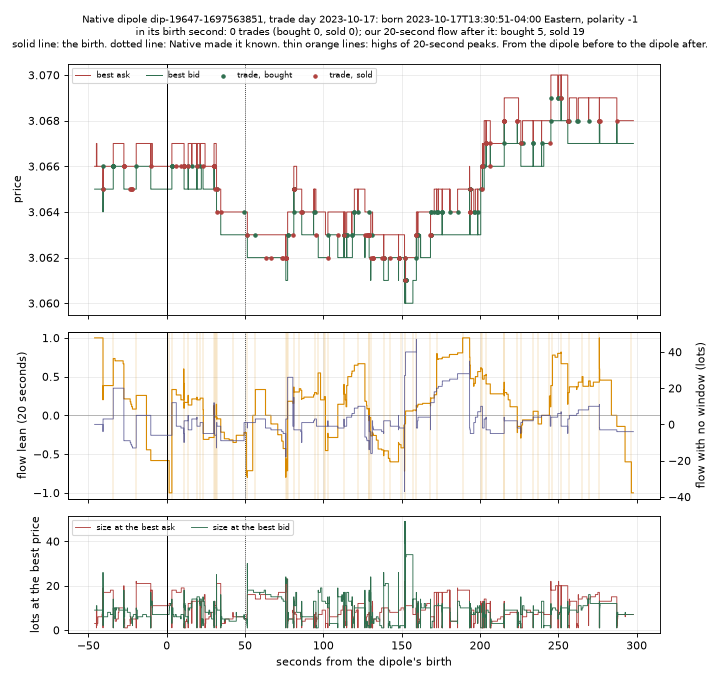 Native dipole dip-19647-1697563851, trade day 2023-10-17: born 2023-10-17T13:30:51-04:00 Eastern, polarity -1
in its birth second: 0 trades (bought 0, sold 0); our 20-second flow after it: bought 5, sold 19
solid line: the birth. dotted line: Native made it known. thin orange lines: highs of 20-second peaks. From the dipole before to the dipole after.
best ask best bid trade, bought trade, sold
3.070
3.068
3.066
3.064
3.062
3.060
price
1.0
0.5
0.0
−0.5
−1.0
flow lean (20 seconds)
40
20
0
−20
−40
flow with no window (lots)
size at the best ask size at the best bid
40
20
0
lots at the best price
−50 0 50 100 150 200 250 300
seconds from the dipole's birth